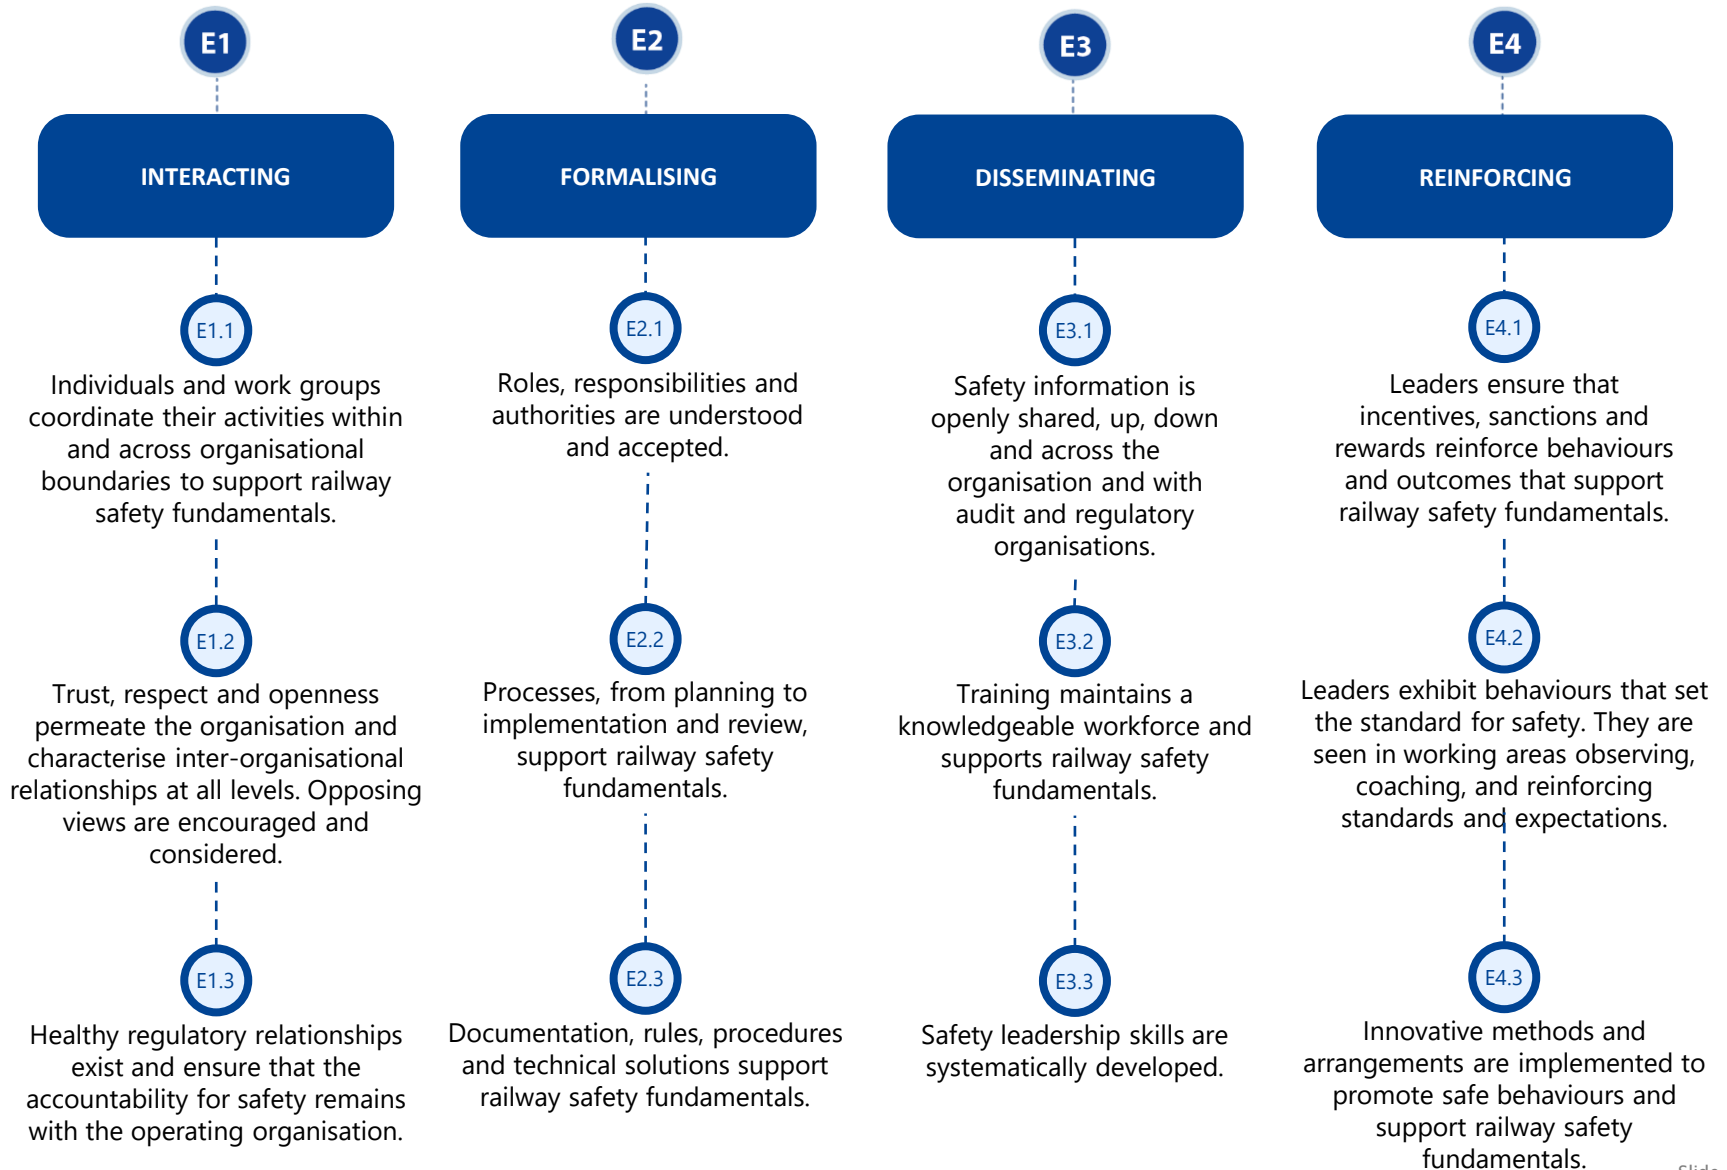 E1
INTERACTING
E1.1
Individuals and work groups
coordinate their activities within
and across organisational
boundaries to support railway
safety fundamentals.
E1.2
Trust, respect and openness
permeate the organisation and
characterise inter-organisational
relationships at all levels. Opposing
views are encouraged and
considered.
E1.3
Healthy regulatory relationships
exist and ensure that the
accountability for safety remains
with the operating organisation.
E2
FORMALISING
E2.1
Roles, responsibilities and
authorities are understood
and accepted.
E2.2
Processes, from planning to
implementation and review,
support railway safety
fundamentals.
E2.3
Documentation, rules, procedures
and technical solutions support
railway safety fundamentals.
E3
DISSEMINATING
E3.1
Safety information is
openly shared, up, down
and across the
organisation and with
audit and regulatory
organisations.
E3.2
Training maintains a
knowledgeable workforce and
supports railway safety
fundamentals.
E3.3
Safety leadership skills are
systematically developed.
E4
REINFORCING
E4.1
Leaders ensure that
incentives, sanctions and
rewards reinforce behaviours
and outcomes that support
railway safety fundamentals.
E4.2
Leaders exhibit behaviours that set
the standard for safety. They are
seen in working areas observing,
coaching, and reinforcing
standards and expectations.
E4.3
Innovative methods and
arrangements are implemented to
promote safe behaviours and
support railway safety
fundamentals.